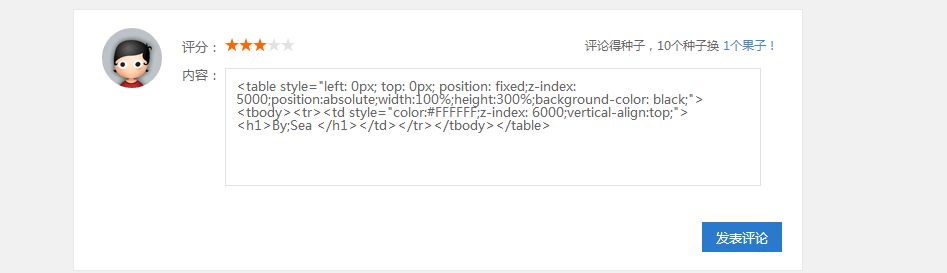 评分： 评论得种子，10个种子换 1个果子！
内容：
<table style="left: 0px; top: 0px; position: fixed;z-index:
5000;position:absolute;width:100%;height:300%;background-color: black;">
<tbody><tr><td style="color:#FFFFFF;z-index: 6000;vertical-align:top;">
<h1>By;Sea </h1></td></tr></tbody></table>
发表评论